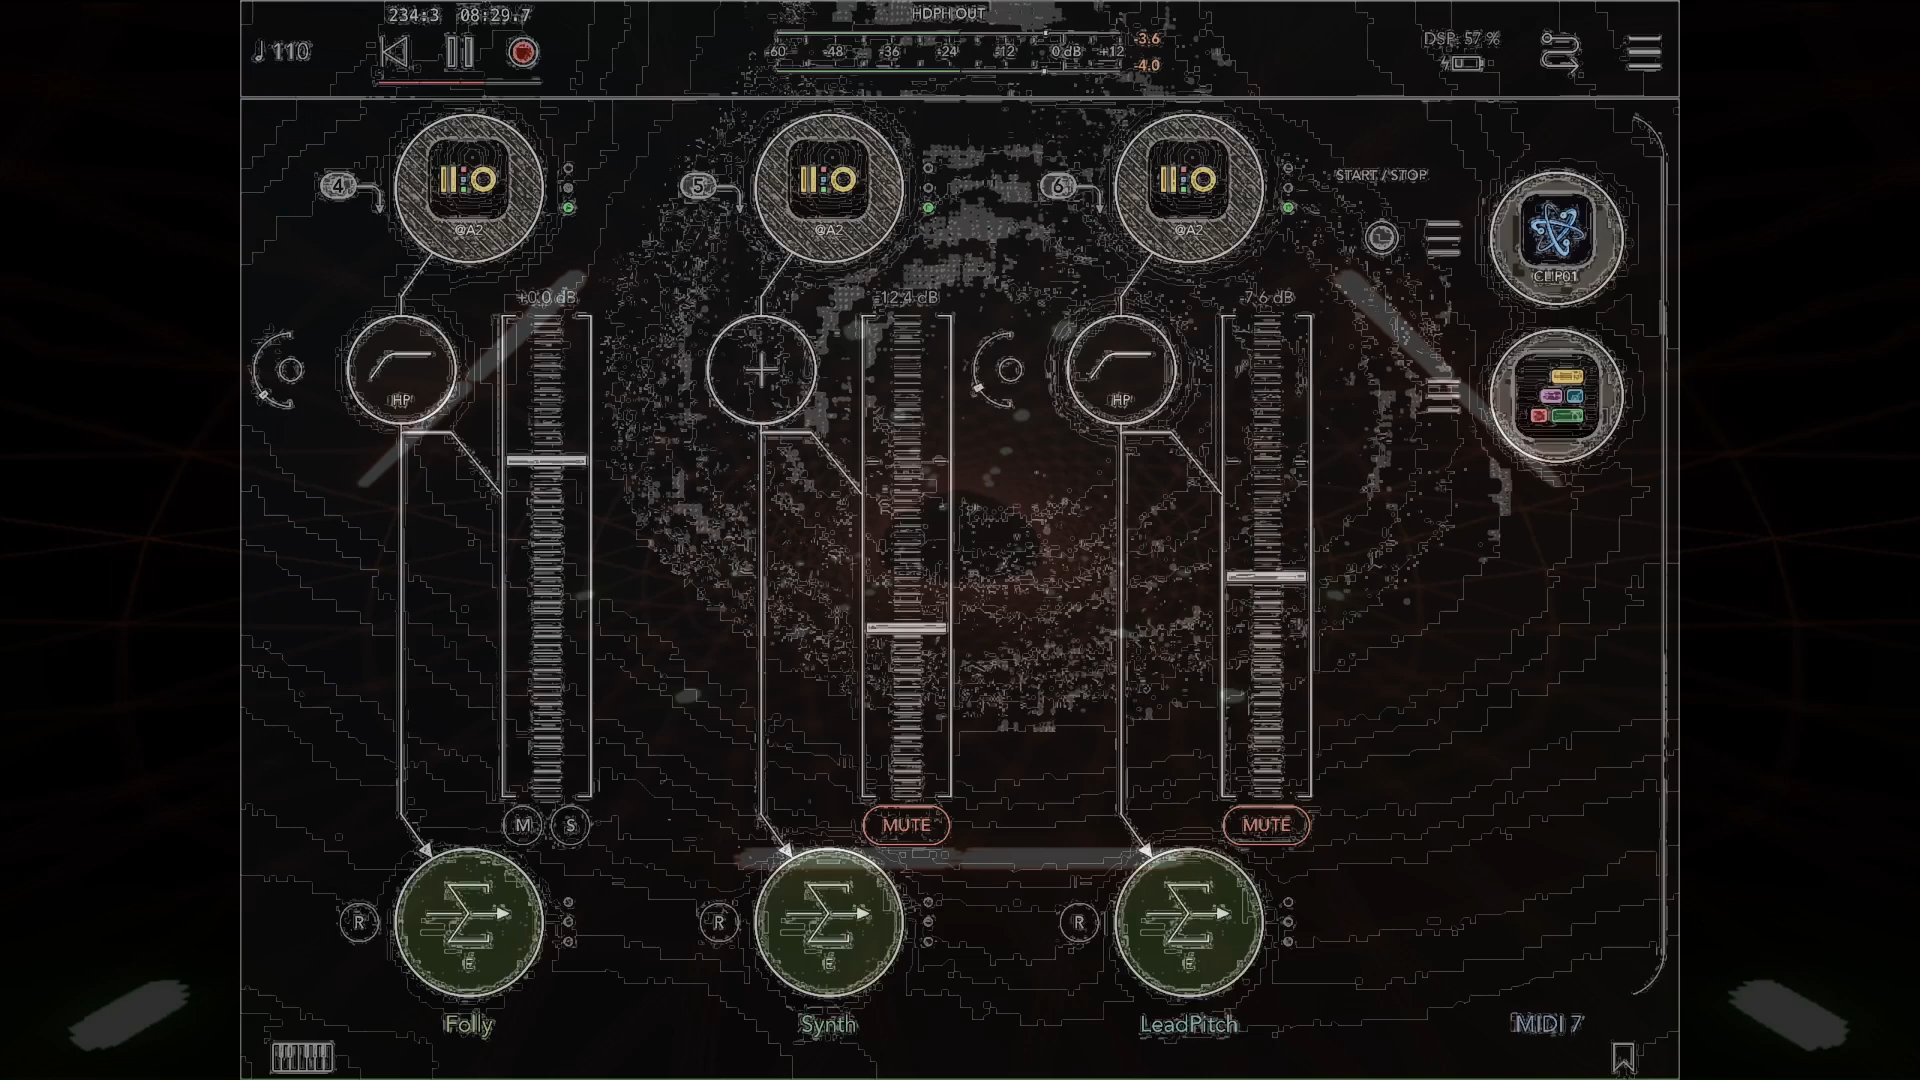 234:3 08:29.7
HDPH OUT
-3.6
110
-60 -48 -36 -24 -12 0 dB +12
DSP: 57 %
-4.0
4
5
6
START / STOP
@A2
@A2
@A2
CLIP01
+0.0 dB
-12.4 dB
-7.6 dB
HP
HP
M S
MUTE
MUTE
R
R
R
E
E
E
Folly
Synth
LeadPitch
MIDI 7